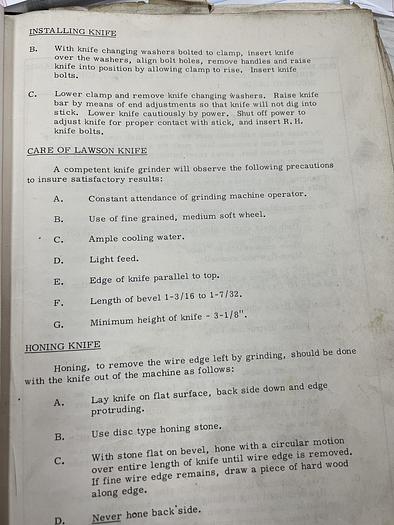 INSTALLING KNIFE
B. With knife changing washers bolted to clamp, insert knife
over the washers, align bolt holes, remove handles and raise
knife into position by allowing clamp to rise. Insert knife
bolts.
C. Lower clamp and remove knife changing washers. Raise knife
bar by means of end adjustments so that knife will not dig into
stick. Lower knife cautiously by power. Shut off power to
adjust knife for proper contact with stick, and insert R.H.
knife bolts.
CARE OF LAWSON KNIFE
A competent knife grinder will observe the following precautions
to insure satisfactory results:
A. Constant attendance of grinding machine operator.
B. Use of fine grained, medium soft wheel.
C. Ample cooling water.
D. Light feed.
E. Edge of knife parallel to top.
F. Length of bevel 1-3/16 to 1-7/32.
G. Minimum height of knife - 3-1/8".
HONING KNIFE
Honing, to remove the wire edge left by grinding, should be done
with the knife out of the machine as follows:
A. Lay knife on flat surface, back side down and edge
protruding.
B. Use disc type honing stone.
C. With stone flat on bevel, hone with a circular motion
over entire length of knife until wire edge is removed.
If fine wire edge remains, draw a piece of hard wood
along edge.
D. Never hone back side.